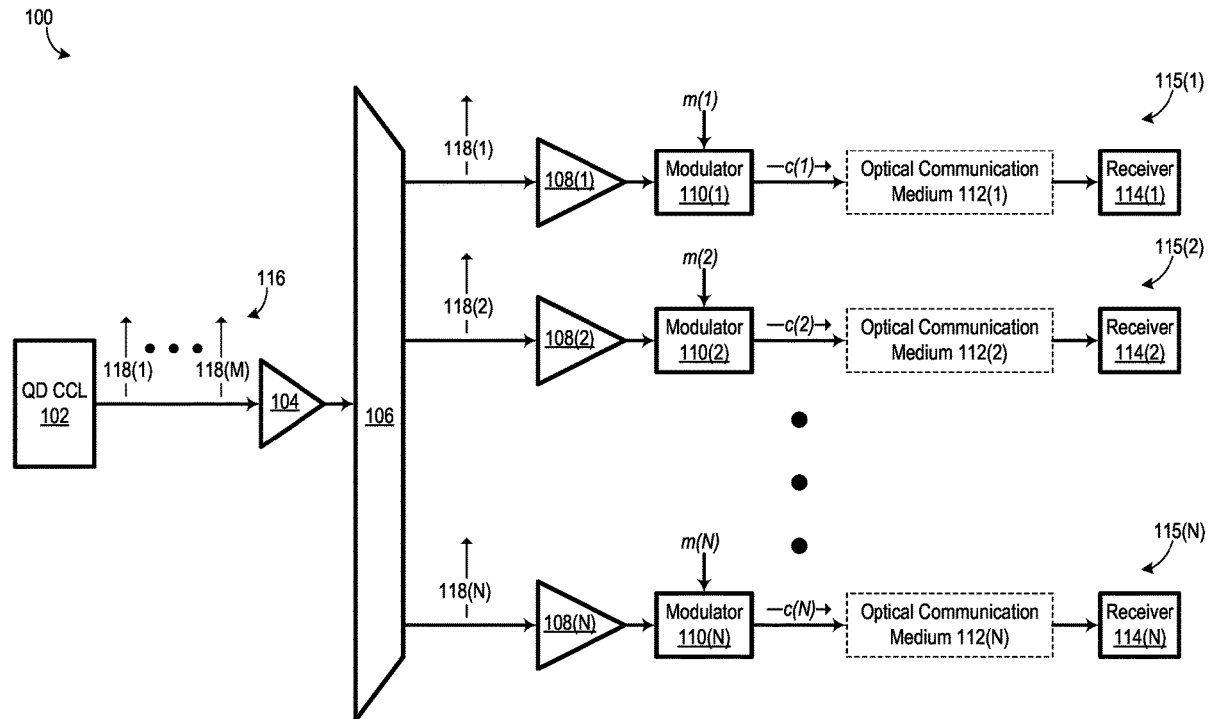 100
115(1)
m(1)
118(1)
108(1)
Modulator
110(1)
—c(1)→
Optical Communication
Medium 112(1)
Receiver
114(1)
115(2)
m(2)
118(2)
108(2)
Modulator
110(2)
—c(2)→
Optical Communication
Medium 112(2)
Receiver
114(2)
116
118(1)
118(M)
QD CCL
102
104
106
115(N)
m(N)
118(N)
108(N)
Modulator
110(N)
—c(N)→
Optical Communication
Medium 112(N)
Receiver
114(N)